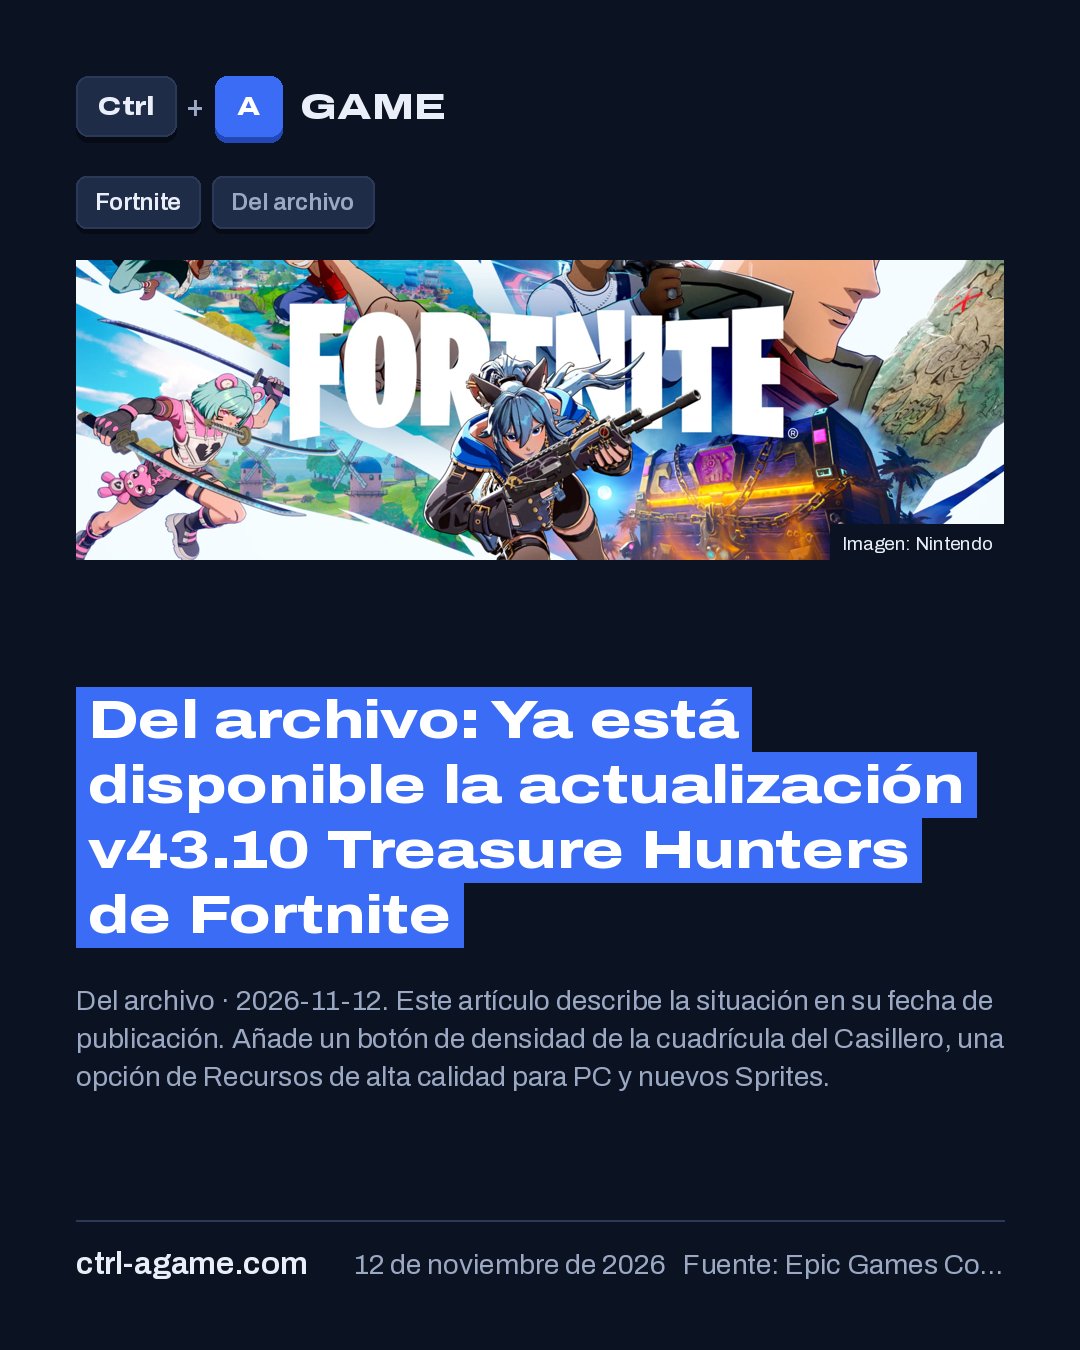 Ctrl + A GAME
Fortnite Del archivo
FORTNITE
®
Imagen: Nintendo
Del archivo: Ya está
disponible la actualización
v43.10 Treasure Hunters
de Fortnite
Del archivo · 2026-11-12. Este artículo describe la situación en su fecha de
publicación. Añade un botón de densidad de la cuadrícula del Casillero, una
opción de Recursos de alta calidad para PC y nuevos Sprites.
ctrl-agame.com 12 de noviembre de 2026 Fuente: Epic Games Co...